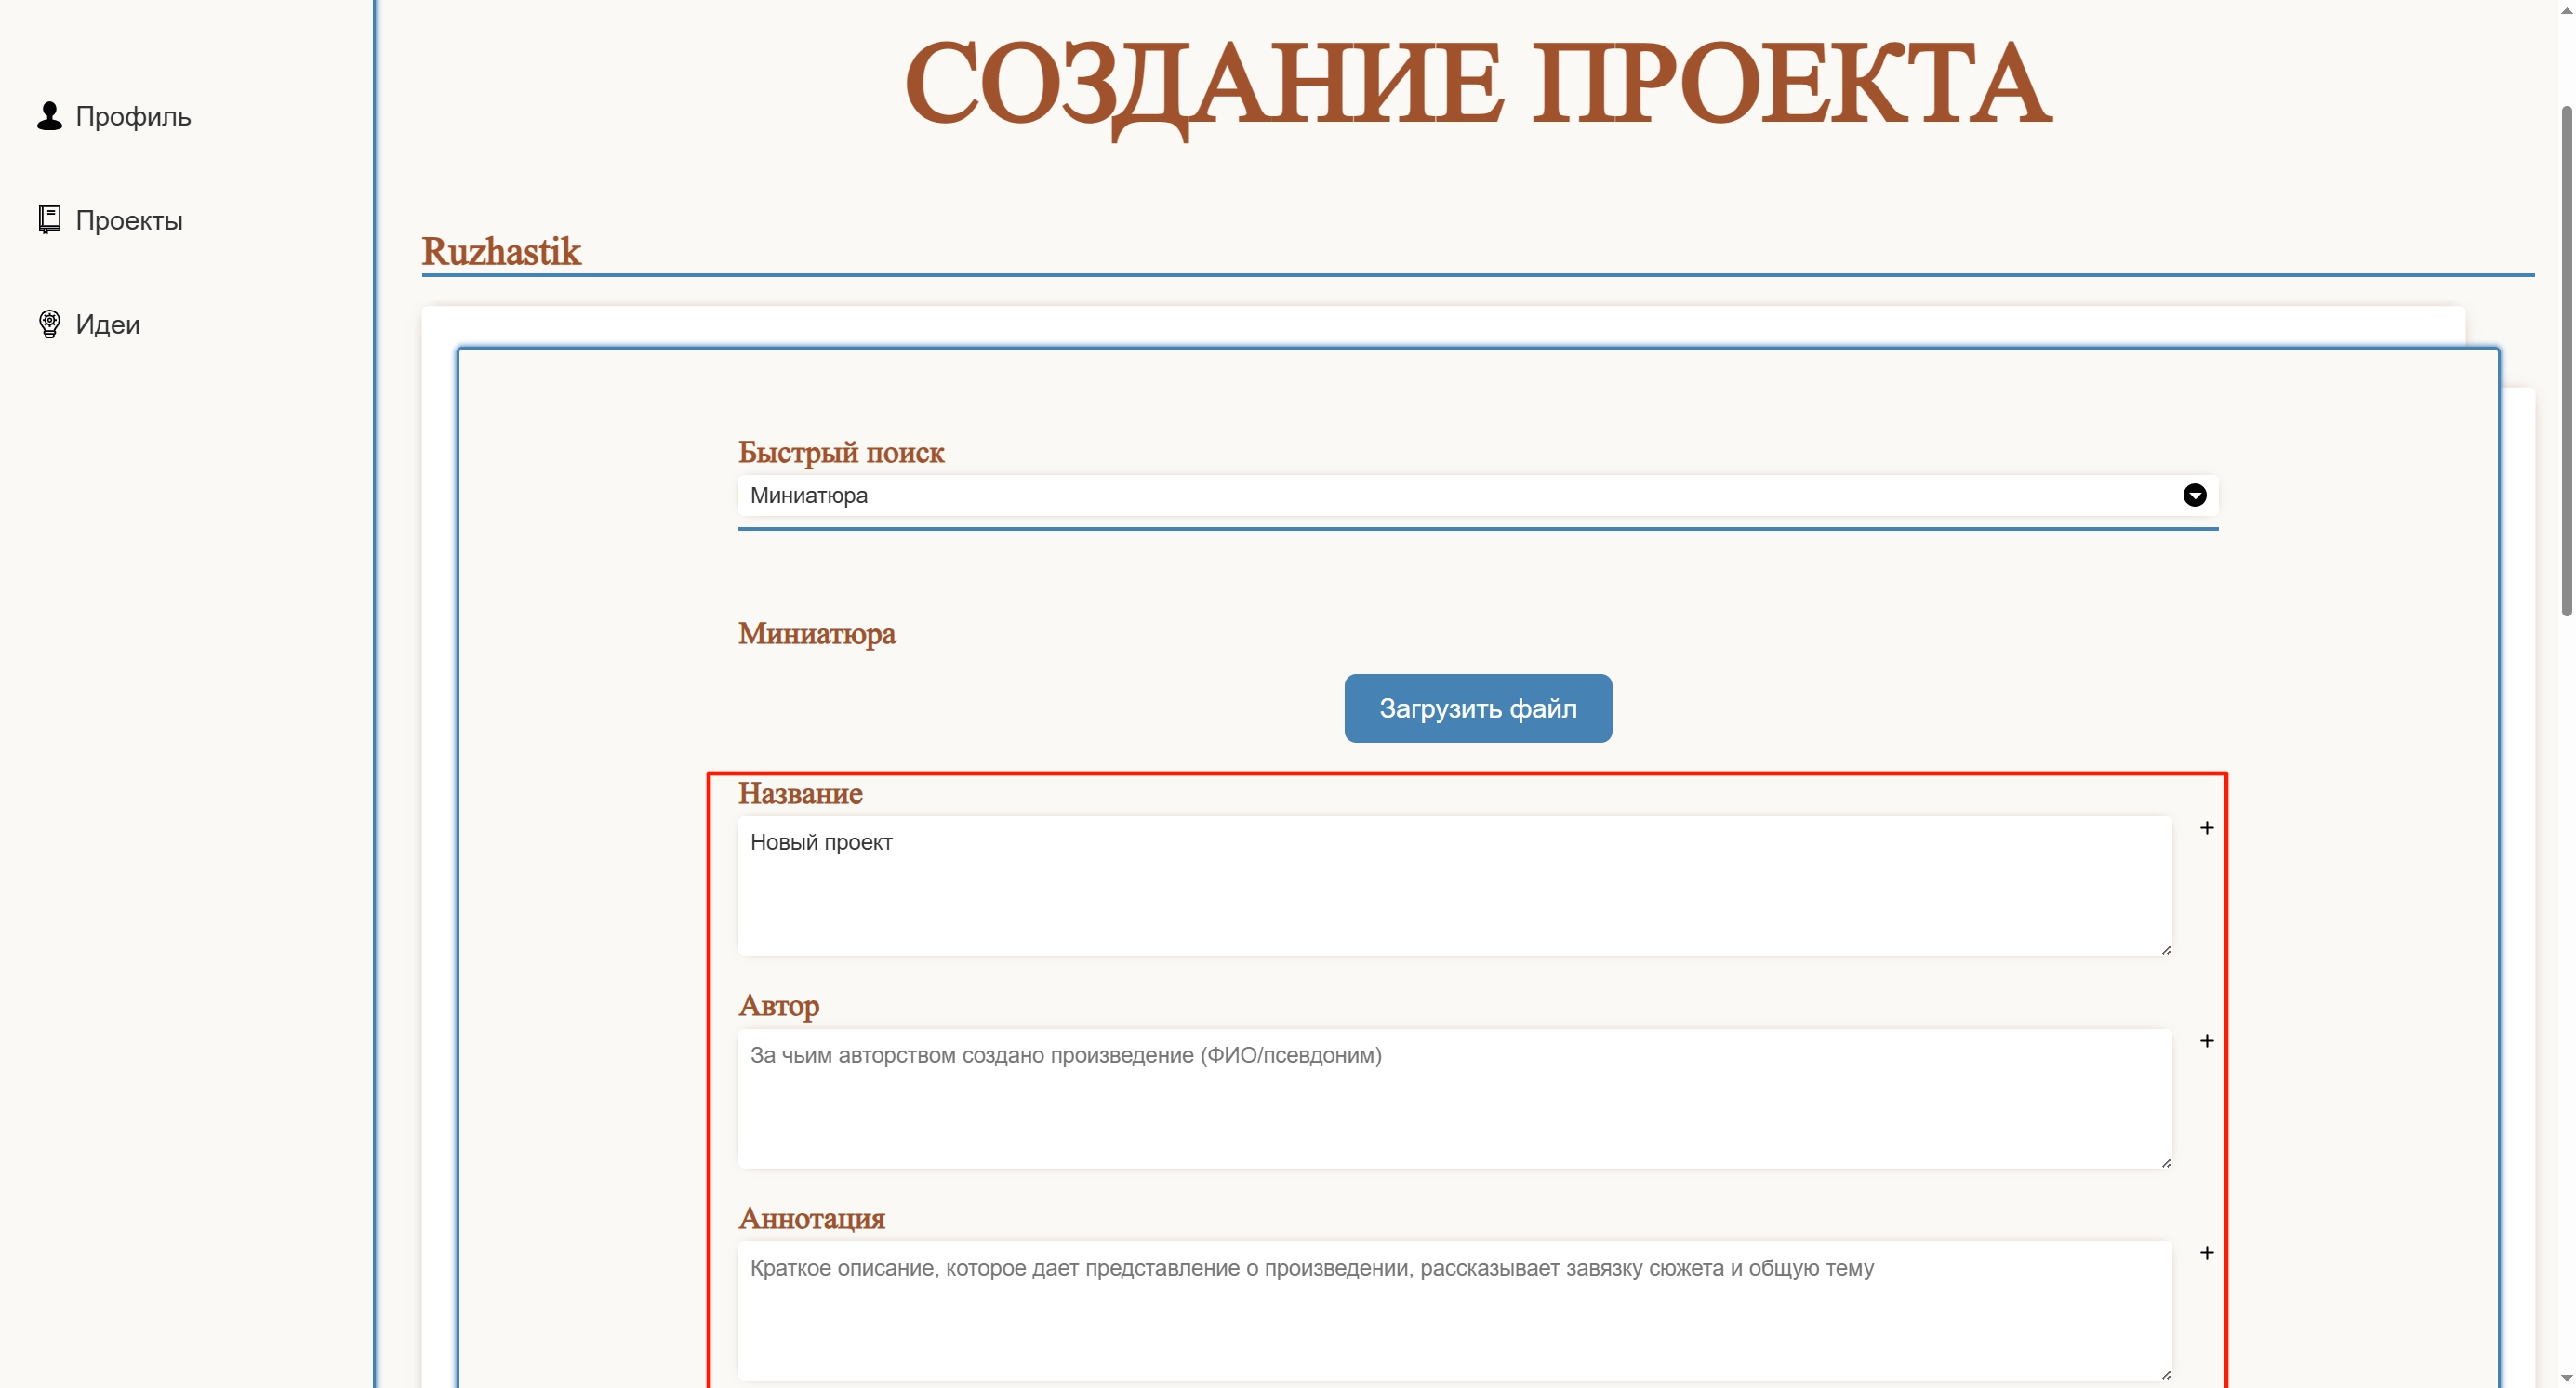 СОЗДАНИЕ ПРОЕКТА
Профиль
Проекты
Идеи
Ruzhastik
Быстрый поиск
Миниатюра
Миниатюра
Загрузить файл
Название
Новый проект
+
Автор
За чьим авторством создано произведение (ФИО/псевдоним)
+
Аннотация
Краткое описание, которое дает представление о произведении, рассказывает завязку сюжета и общую тему
+